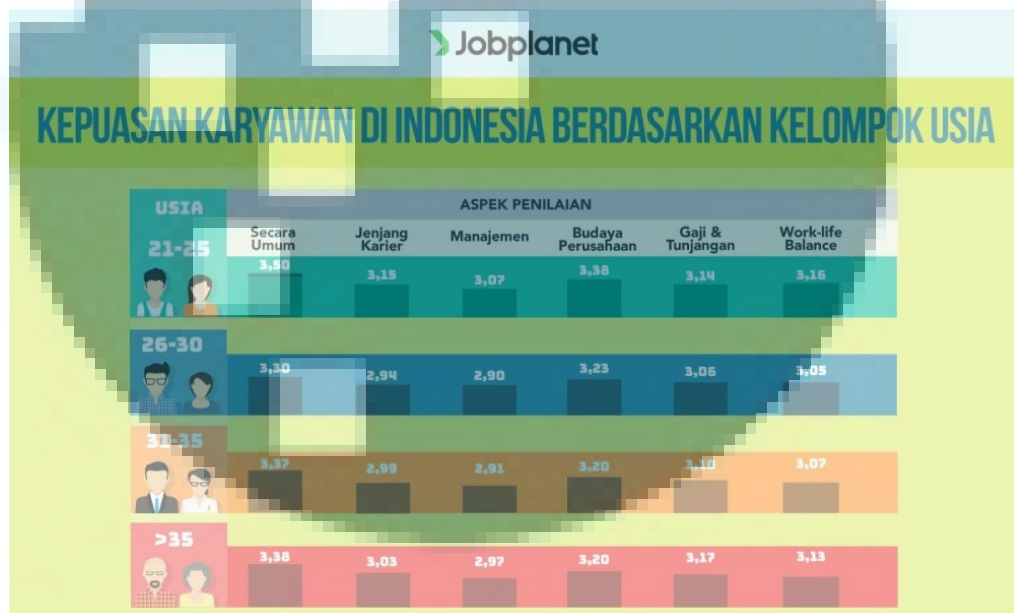 Jobplanet
KEPUASAN KARYAWAN DI INDONESIA BERDASARKAN KELOMPOK USIA
USIA
ASPEK PENILAIAN
Secara Umum
Jenjang Karier
Manajemen
Budaya Perusahaan
Gaji & Tunjangan
Work-life Balance
21-25
3,50
3,15
3,07
3,38
3,14
3,16
26-30
3,30
2,94
2,90
3,23
3,06
3,05
31-35
3,37
2,99
2,91
3,20
3,10
3,07
>35
3,38
3,03
2,97
3,20
3,17
3,13